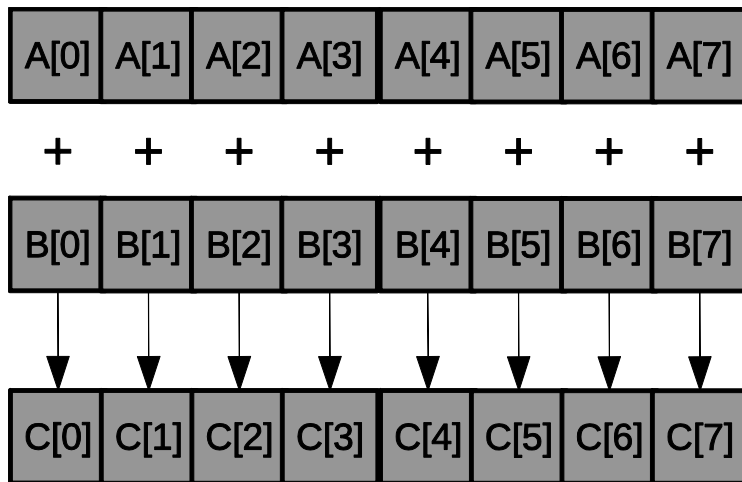 A[0] A[1] A[2] A[3] A[4] A[5] A[6] A[7]
+ + + + + + + +
B[0] B[1] B[2] B[3] B[4] B[5] B[6] B[7]
C[0] C[1] C[2] C[3] C[4] C[5] C[6] C[7]